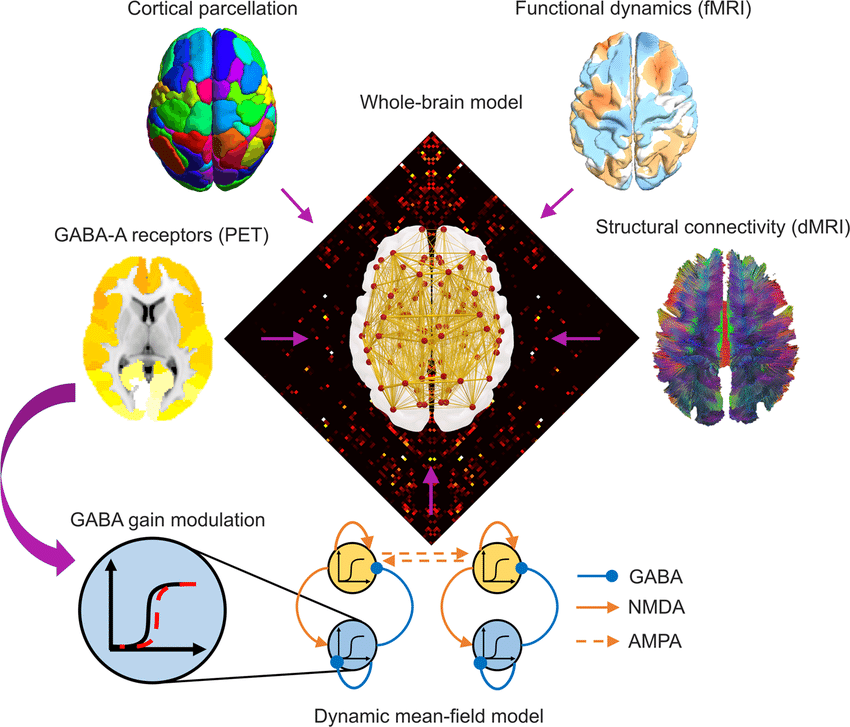 Cortical parcellation
Functional dynamics (fMRI)
Whole-brain model
GABA-A receptors (PET)
Structural connectivity (dMRI)
GABA gain modulation
GABA
NMDA
AMPA
Dynamic mean-field model